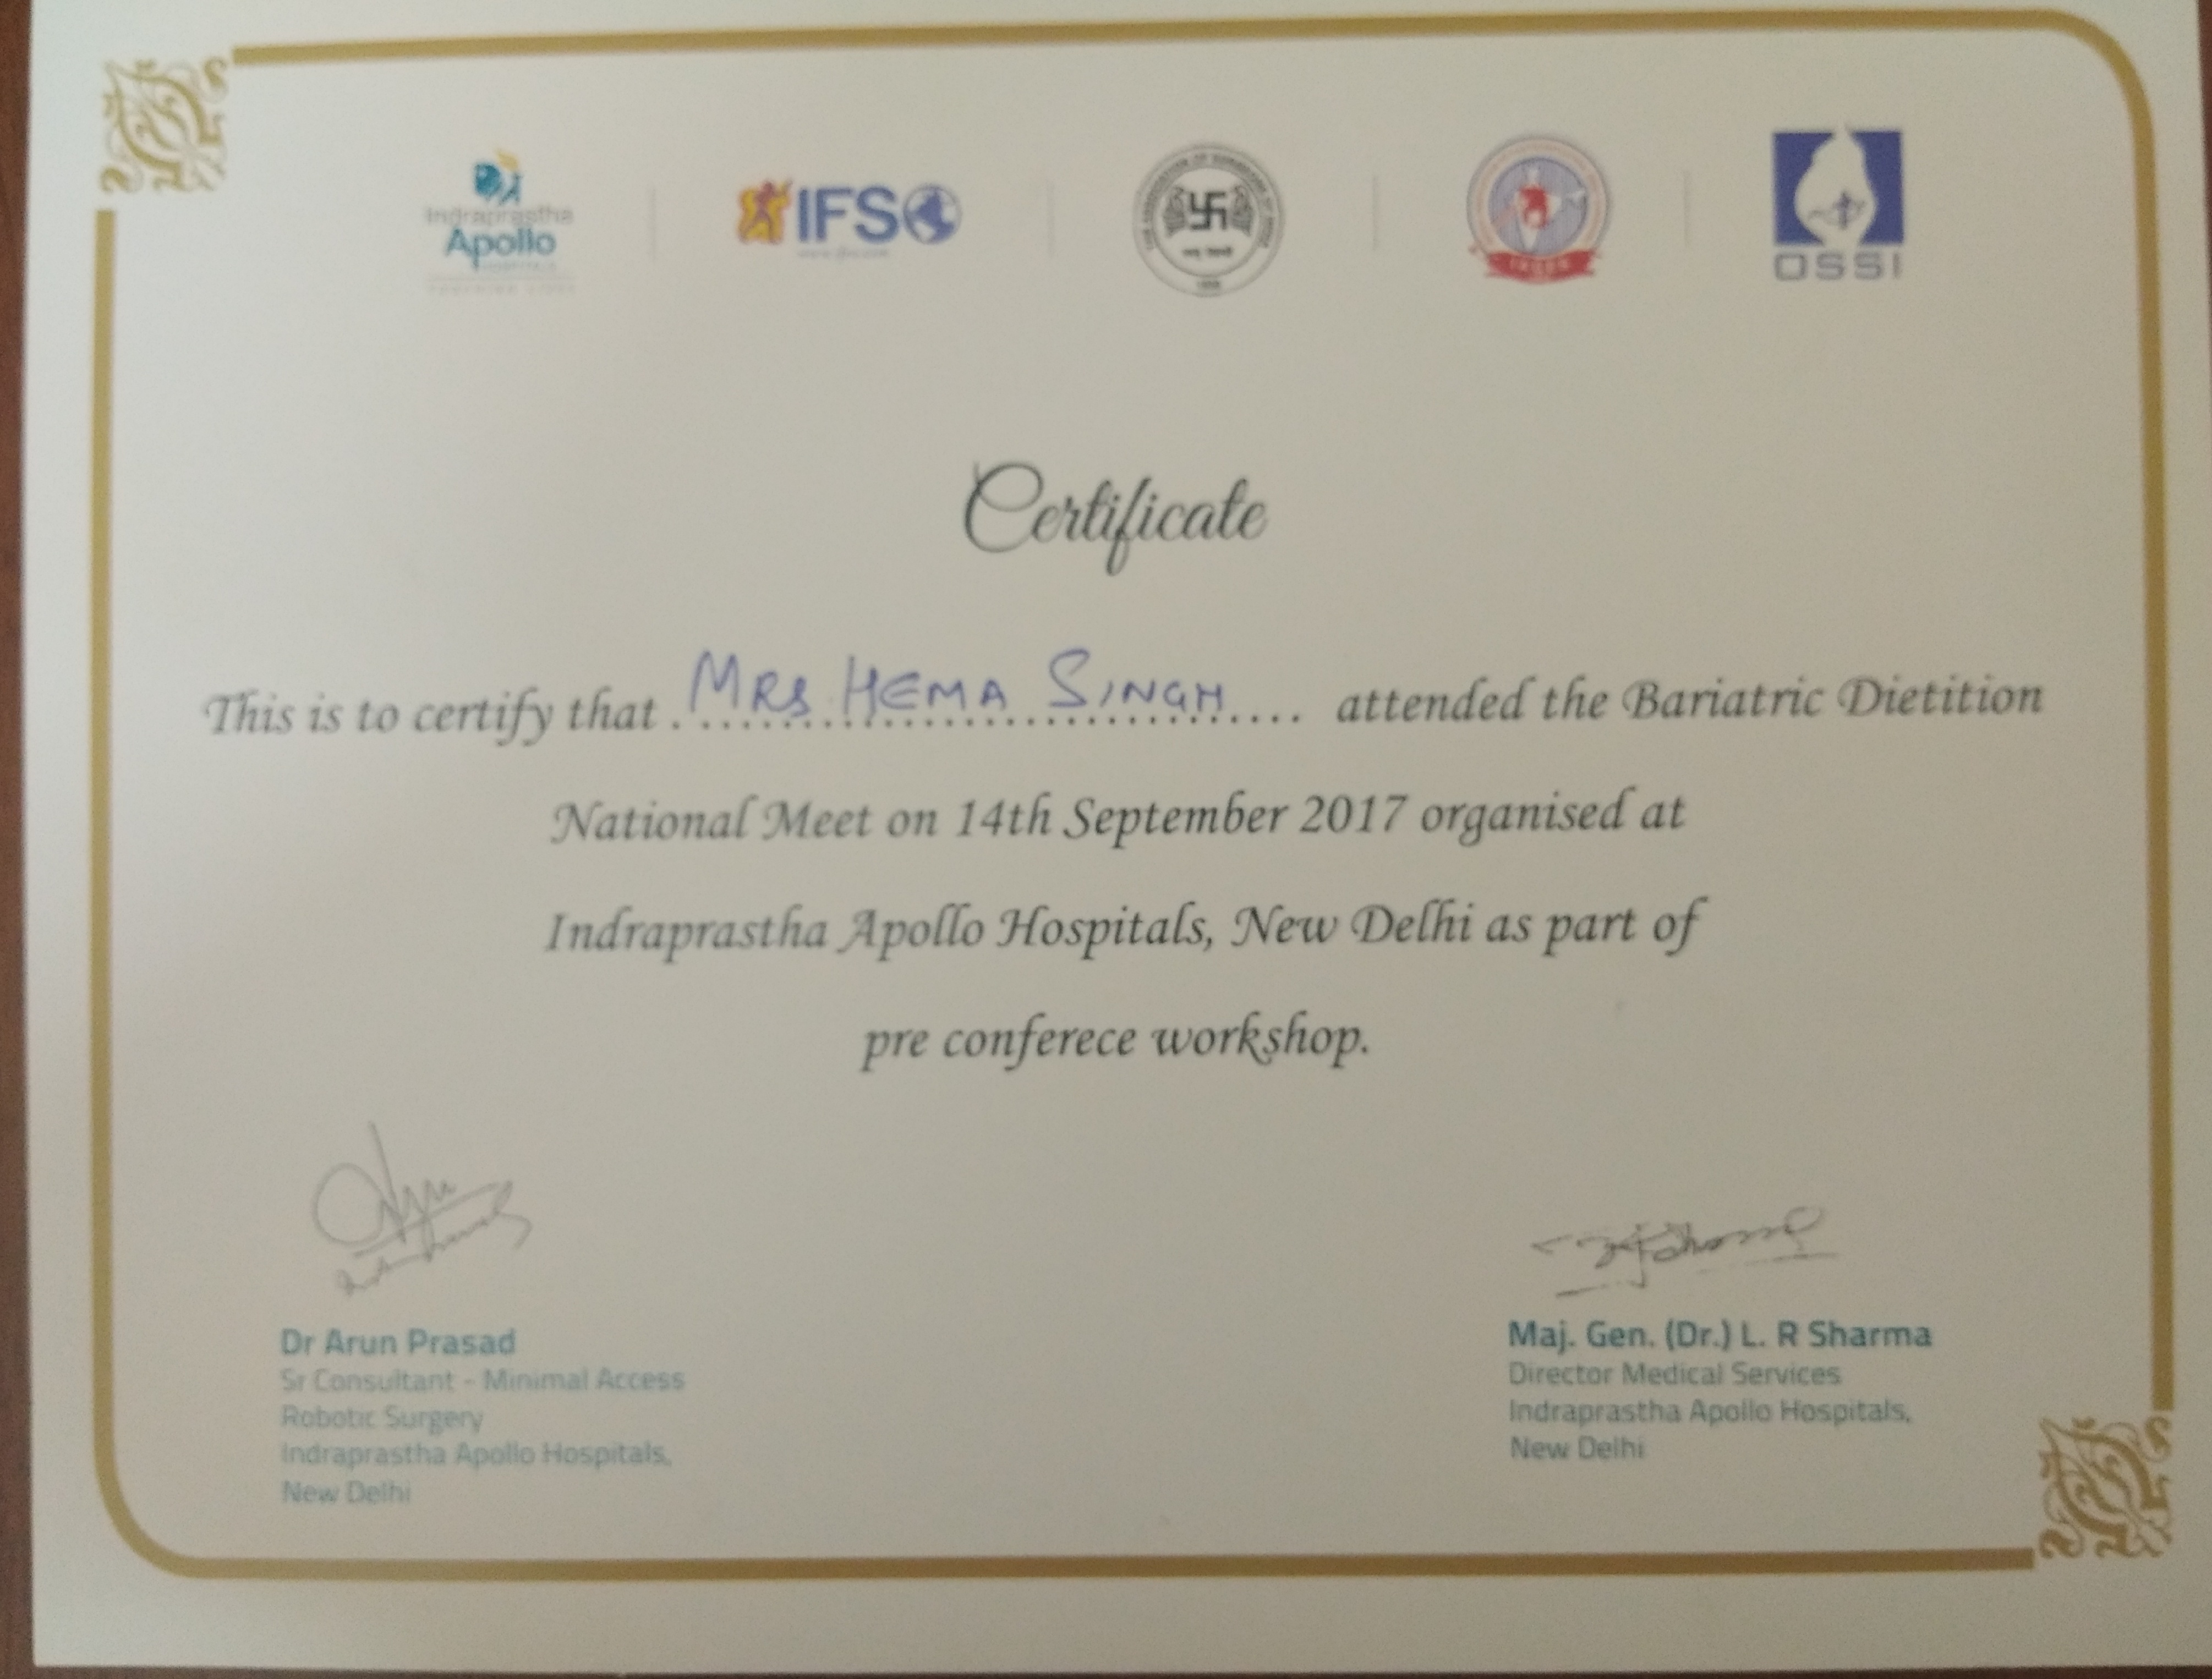 Indraprastha
Apollo
HOSPITALS
TOUCHING LIVES
IFSO
OSSI
Certificate
This is to certify that MRS HEMA SINGH attended the Bariatric Dietition
National Meet on 14th September 2017 organised at
Indraprastha Apollo Hospitals, New Delhi as part of
pre conferece workshop.
Dr Arun Prasad
Sr Consultant - Minimal Access
Robotic Surgery
Indraprastha Apollo Hospitals,
New Delhi
Maj. Gen. (Dr.) L. R Sharma
Director Medical Services
Indraprastha Apollo Hospitals,
New Delhi